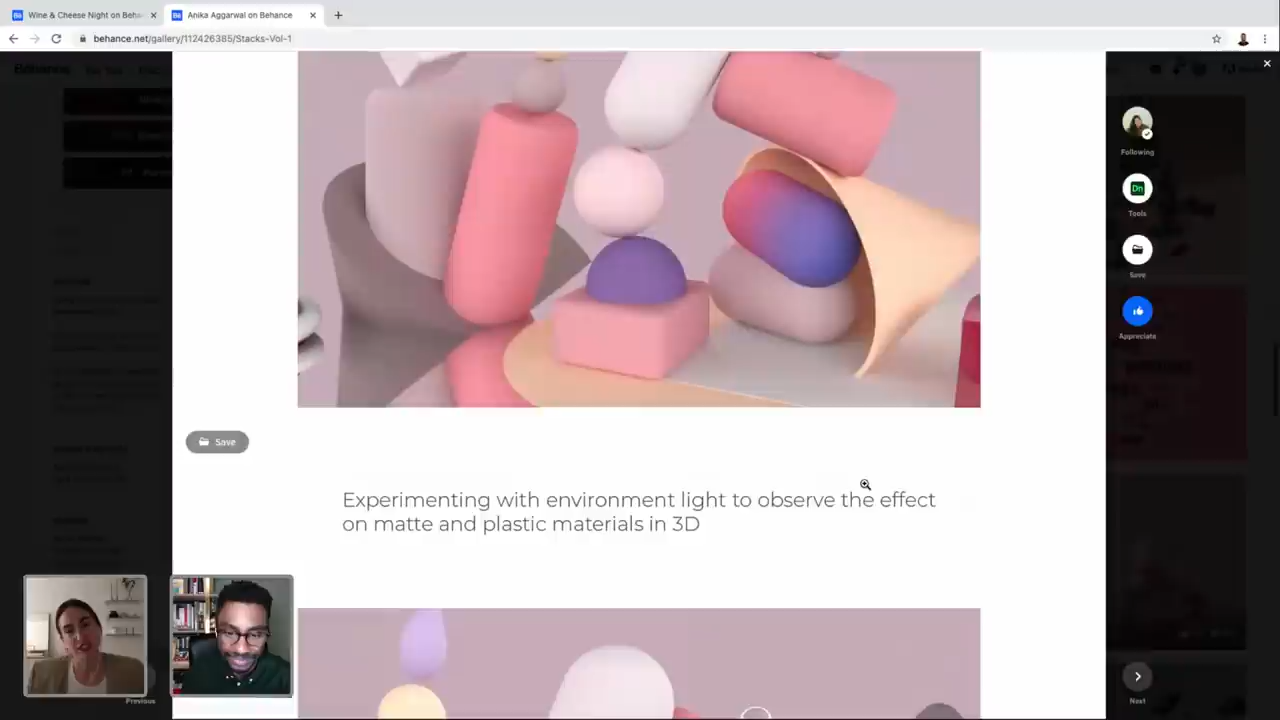 Wine & Cheese Night on Beha
Anika Aggarwal on Behance
behance.net/gallery/112426385/Stacks-Vol-1
Behance
Following
Dn
Tools
Save
Appreciate
Save
Experimenting with environment light to observe the effect
on matte and plastic materials in 3D
Previous
Next